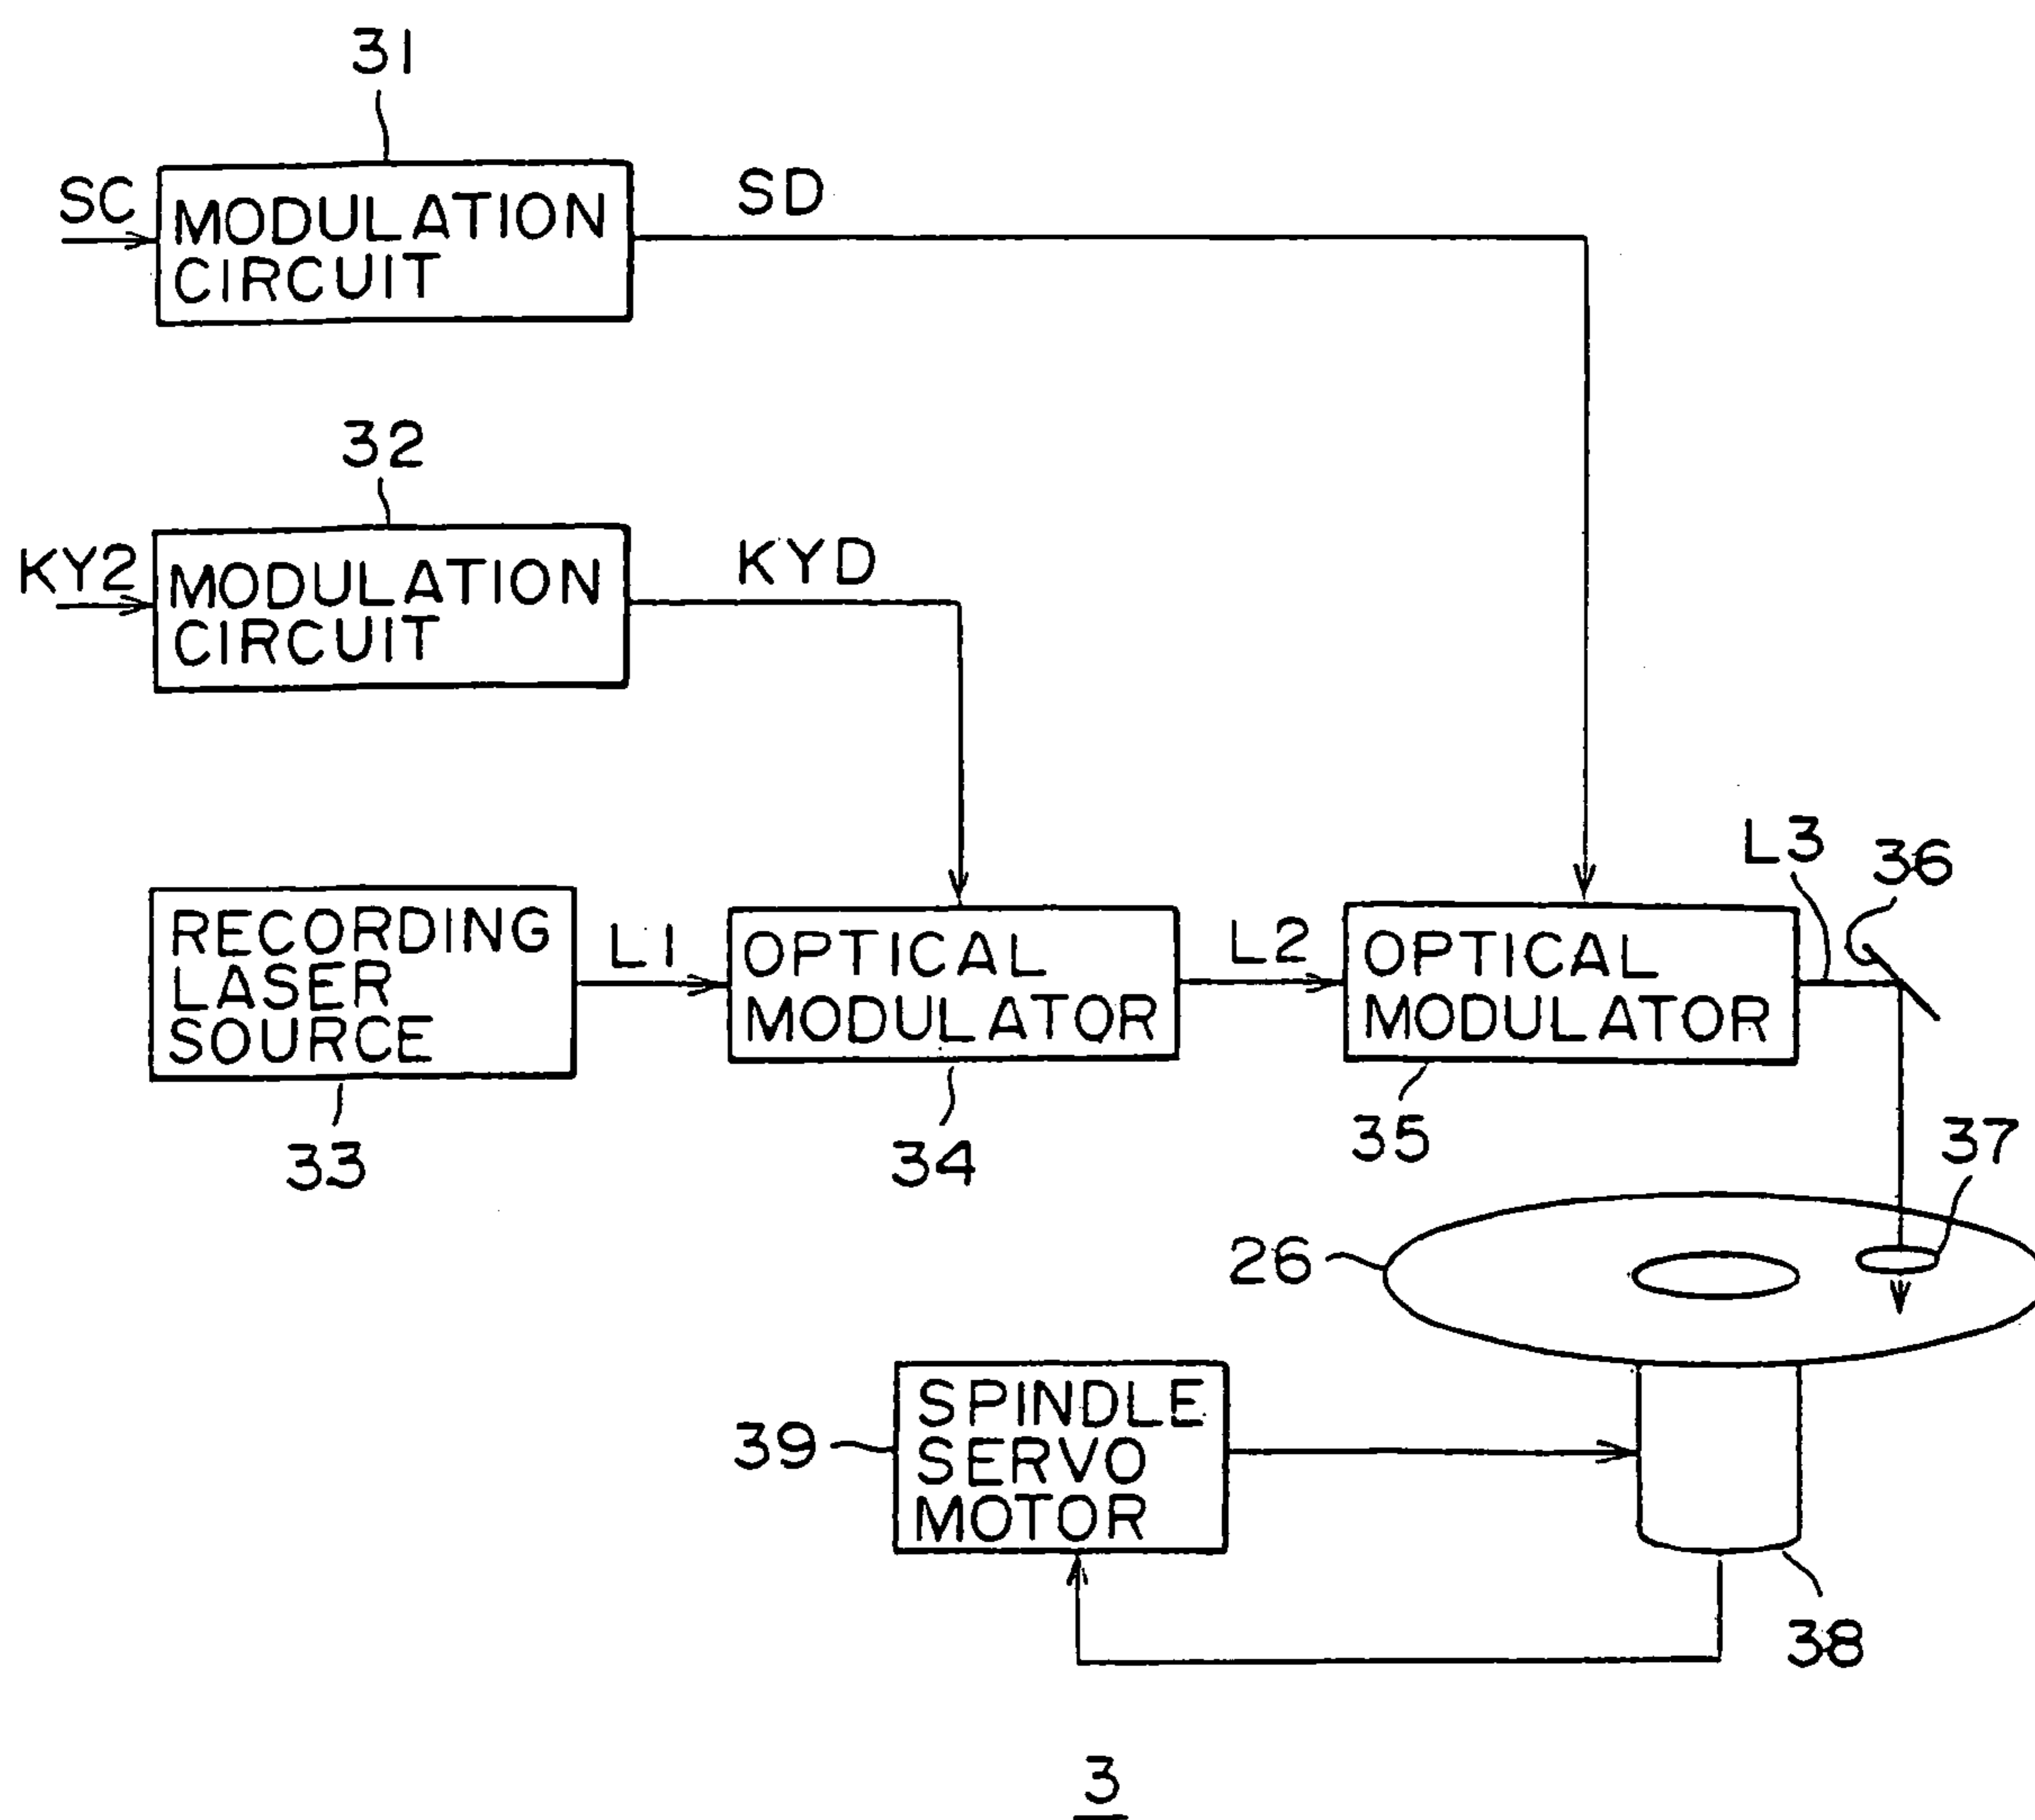 31
SC
MODULATION
CIRCUIT
SD
32
KY2
MODULATION
CIRCUIT
KYD
L3
36
RECORDING
LASER
SOURCE
L1
OPTICAL
MODULATOR
L2
OPTICAL
MODULATOR
33
34
35
37
26
39
SPINDLE
SERVO
MOTOR
38
3